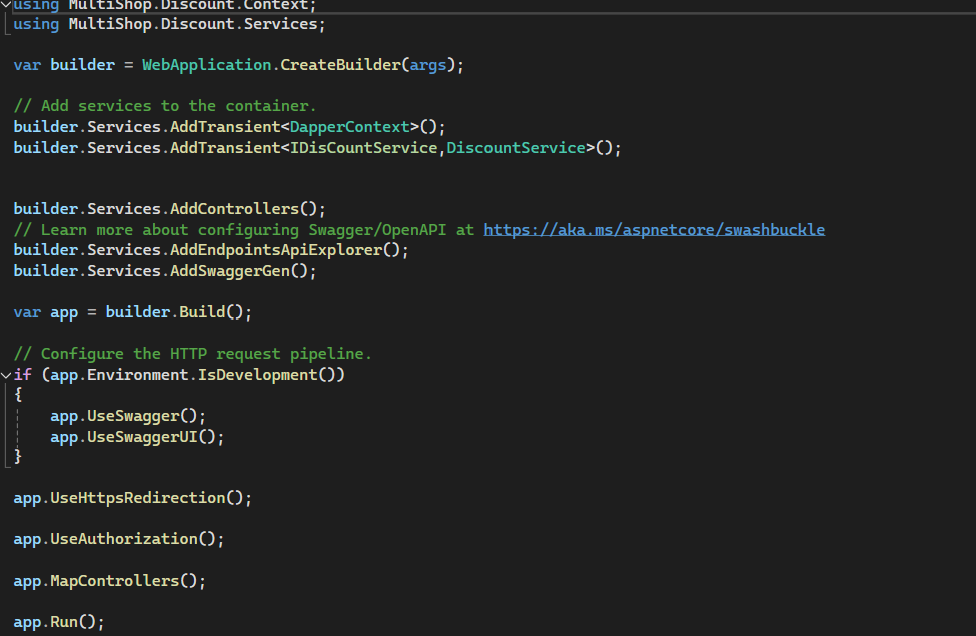 using MultiShop.Discount.Context;
using MultiShop.Discount.Services;
var builder = WebApplication.CreateBuilder(args);
// Add services to the container.
builder.Services.AddTransient<DapperContext>();
builder.Services.AddTransient<IDisCountService,DiscountService>();
builder.Services.AddControllers();
// Learn more about configuring Swagger/OpenAPI at https://aka.ms/aspnetcore/swashbuckle
builder.Services.AddEndpointsApiExplorer();
builder.Services.AddSwaggerGen();
var app = builder.Build();
// Configure the HTTP request pipeline.
if (app.Environment.IsDevelopment())
{
    app.UseSwagger();
    app.UseSwaggerUI();
}
app.UseHttpsRedirection();
app.UseAuthorization();
app.MapControllers();
app.Run();